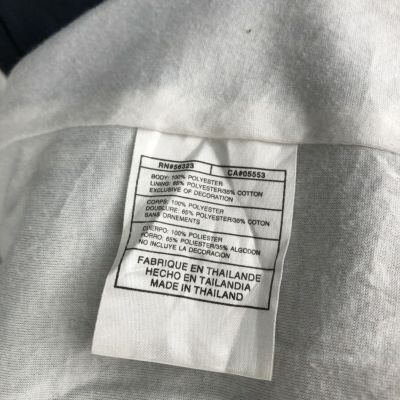 RN#56323 CA#05553
BODY: 100% POLYESTER
LINING: 65% POLYESTER/35% COTTON
EXCLUSIVE OF DECORATION
CORPS: 100% POLYESTER
DOUBLURE: 65% POLYESTER/35% COTON
SANS ORNEMENTS
CUERPO: 100% POLIESTER
FORRO: 65% POLIESTER/35% ALGODON
NO INCLUYE LA DECORACION
FABRIQUE EN THAILANDE
HECHO EN TAILANDIA
MADE IN THAILAND